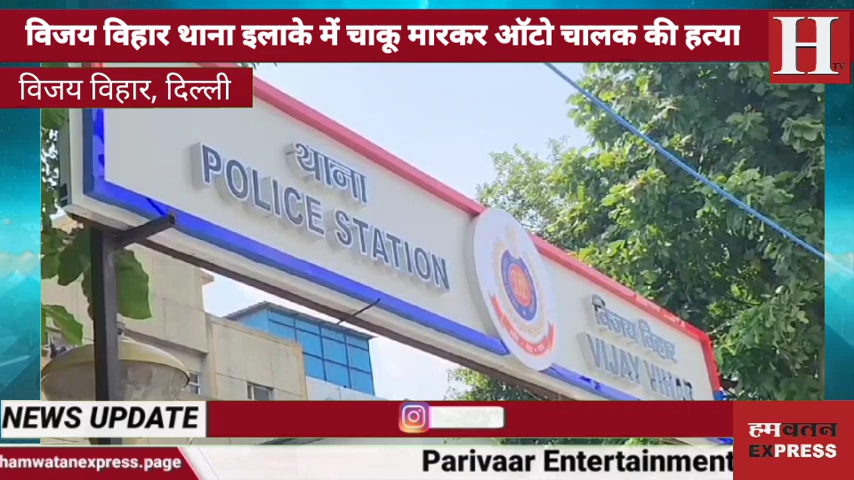 विजय विहार थाना इलाके में चाकू मारकर ऑटो चालक की हत्या
H TV
विजय विहार, दिल्ली
थाना
POLICE STATION
विजय विहार
VIJAY VIHAR
NEWS UPDATE
हमवतन
EXPRESS
hamwatanexpress.page
Parivaar Entertainment